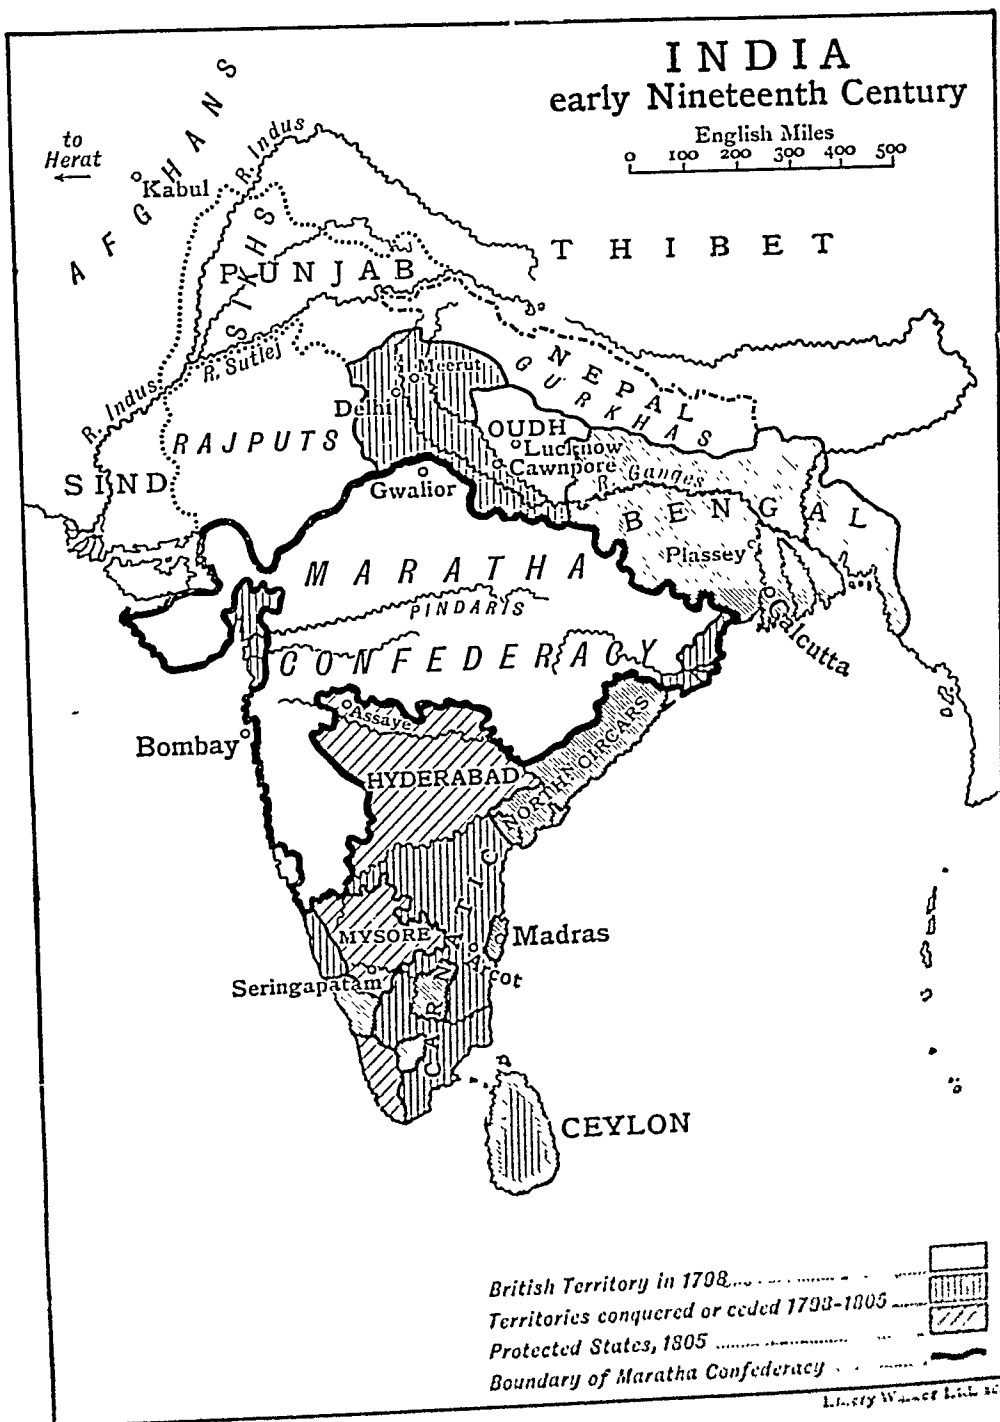 INDIA
early Nineteenth Century
English Miles
0 100 200 300 400 500
to
Herat
AFGHANS
Kabul
R. Indus
THIBET
SIKHS
PUNJAB
R. Sutlej
R. Indus
Meerut
Delhi
NEPAL
GURKHAS
RAJPUTS
OUDH
Lucknow
Cawnpore
SIND
Gwalior
R. Ganges
BENGAL
Plassey
MARATHA
PINDARIS
Calcutta
CONFEDERACY
Assaye
Bombay
HYDERABAD
NORTHN CIRCARS
CARNATIC
MYSORE
Madras
Arcot
Seringapatam
CEYLON
British Territory in 1798
Territories conquered or ceded 1798-1805
Protected States, 1805
Boundary of Maratha Confederacy